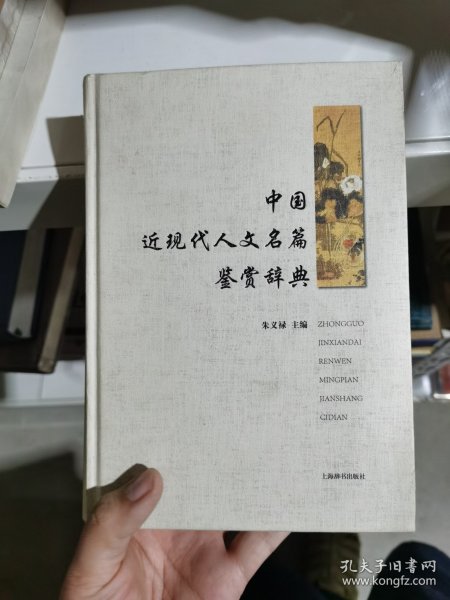 中国
近现代人文名篇
鉴赏辞典
朱义禄 主编
ZHONGGUO
JINXIANDAI
RENWEN
MINGPIAN
JIANSHANG
CIDIAN
上海辞书出版社
孔夫子旧书网
www.kongfz.com